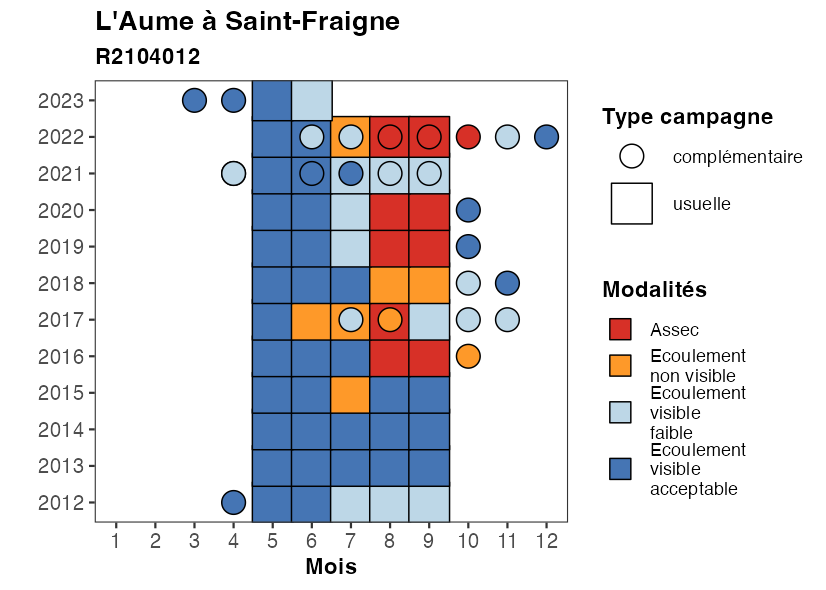 L'Aume à Saint-Fraigne
R2104012
2023
2022
2021
2020
2019
2018
2017
2016
2015
2014
2013
2012
1 2 3 4 5 6 7 8 9 10 11 12
Mois
Type campagne
complémentaire
usuelle
Modalités
Assec
Ecoulement
non visible
Ecoulement
visible
faible
Ecoulement
visible
acceptable